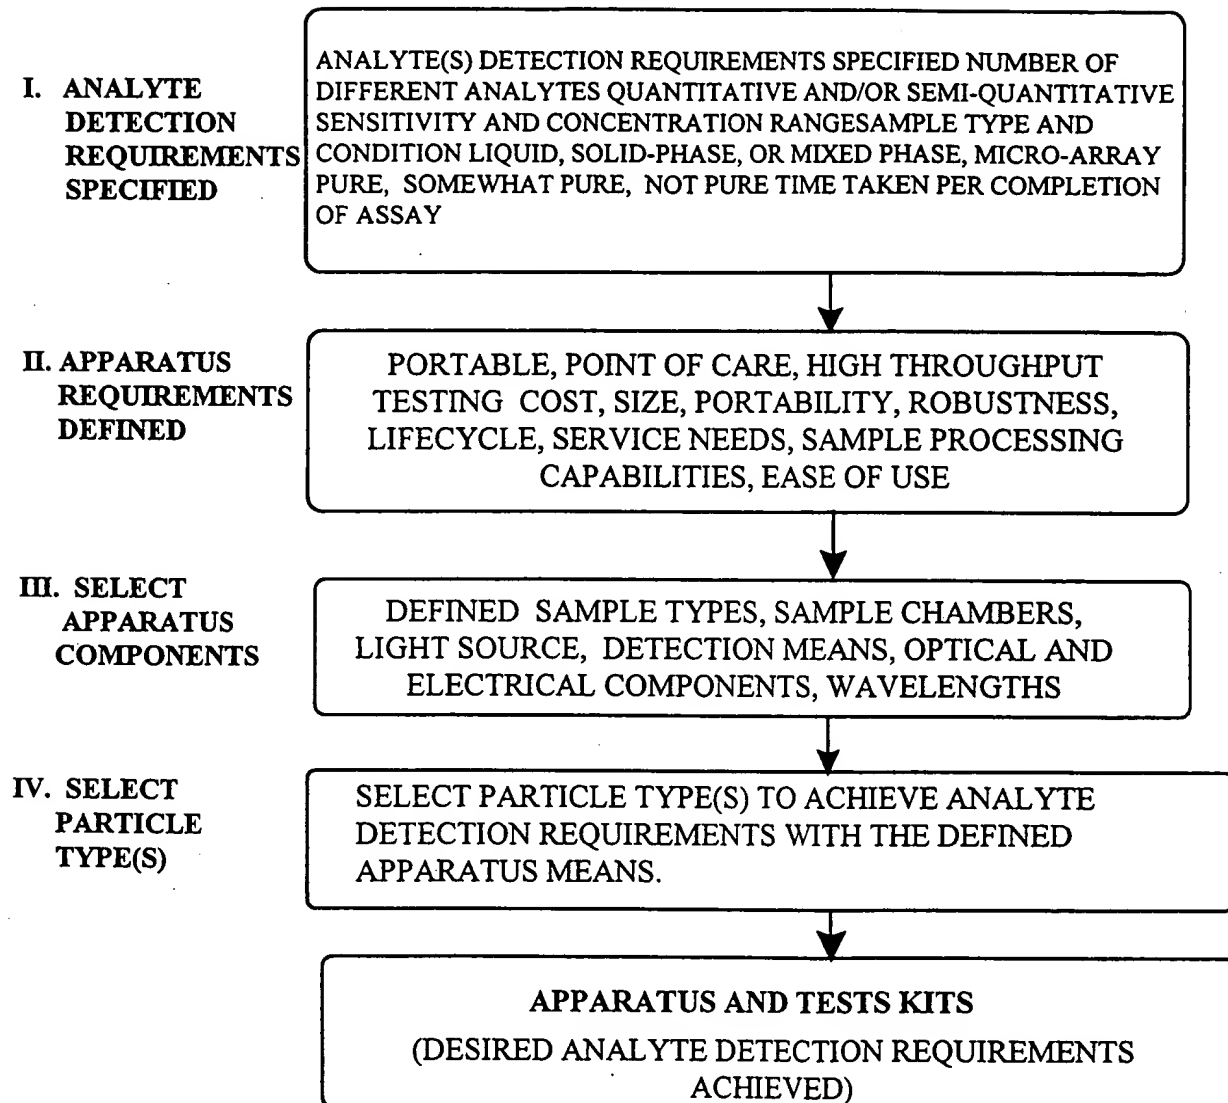 I. ANALYTE
DETECTION
REQUIREMENTS
SPECIFIED
ANALYTE(S) DETECTION REQUIREMENTS SPECIFIED NUMBER OF
DIFFERENT ANALYTES QUANTITATIVE AND/OR SEMI-QUANTITATIVE
SENSITIVITY AND CONCENTRATION RANGESAMPLE TYPE AND
CONDITION LIQUID, SOLID-PHASE, OR MIXED PHASE, MICRO-ARRAY
PURE, SOMEWHAT PURE, NOT PURE TIME TAKEN PER COMPLETION
OF ASSAY
II. APPARATUS
REQUIREMENTS
DEFINED
PORTABLE, POINT OF CARE, HIGH THROUGHPUT
TESTING COST, SIZE, PORTABILITY, ROBUSTNESS,
LIFECYCLE, SERVICE NEEDS, SAMPLE PROCESSING
CAPABILITIES, EASE OF USE
III. SELECT
APPARATUS
COMPONENTS
DEFINED SAMPLE TYPES, SAMPLE CHAMBERS,
LIGHT SOURCE, DETECTION MEANS, OPTICAL AND
ELECTRICAL COMPONENTS, WAVELENGTHS
IV. SELECT
PARTICLE
TYPE(S)
SELECT PARTICLE TYPE(S) TO ACHIEVE ANALYTE
DETECTION REQUIREMENTS WITH THE DEFINED
APPARATUS MEANS.
APPARATUS AND TESTS KITS
(DESIRED ANALYTE DETECTION REQUIREMENTS
ACHIEVED)